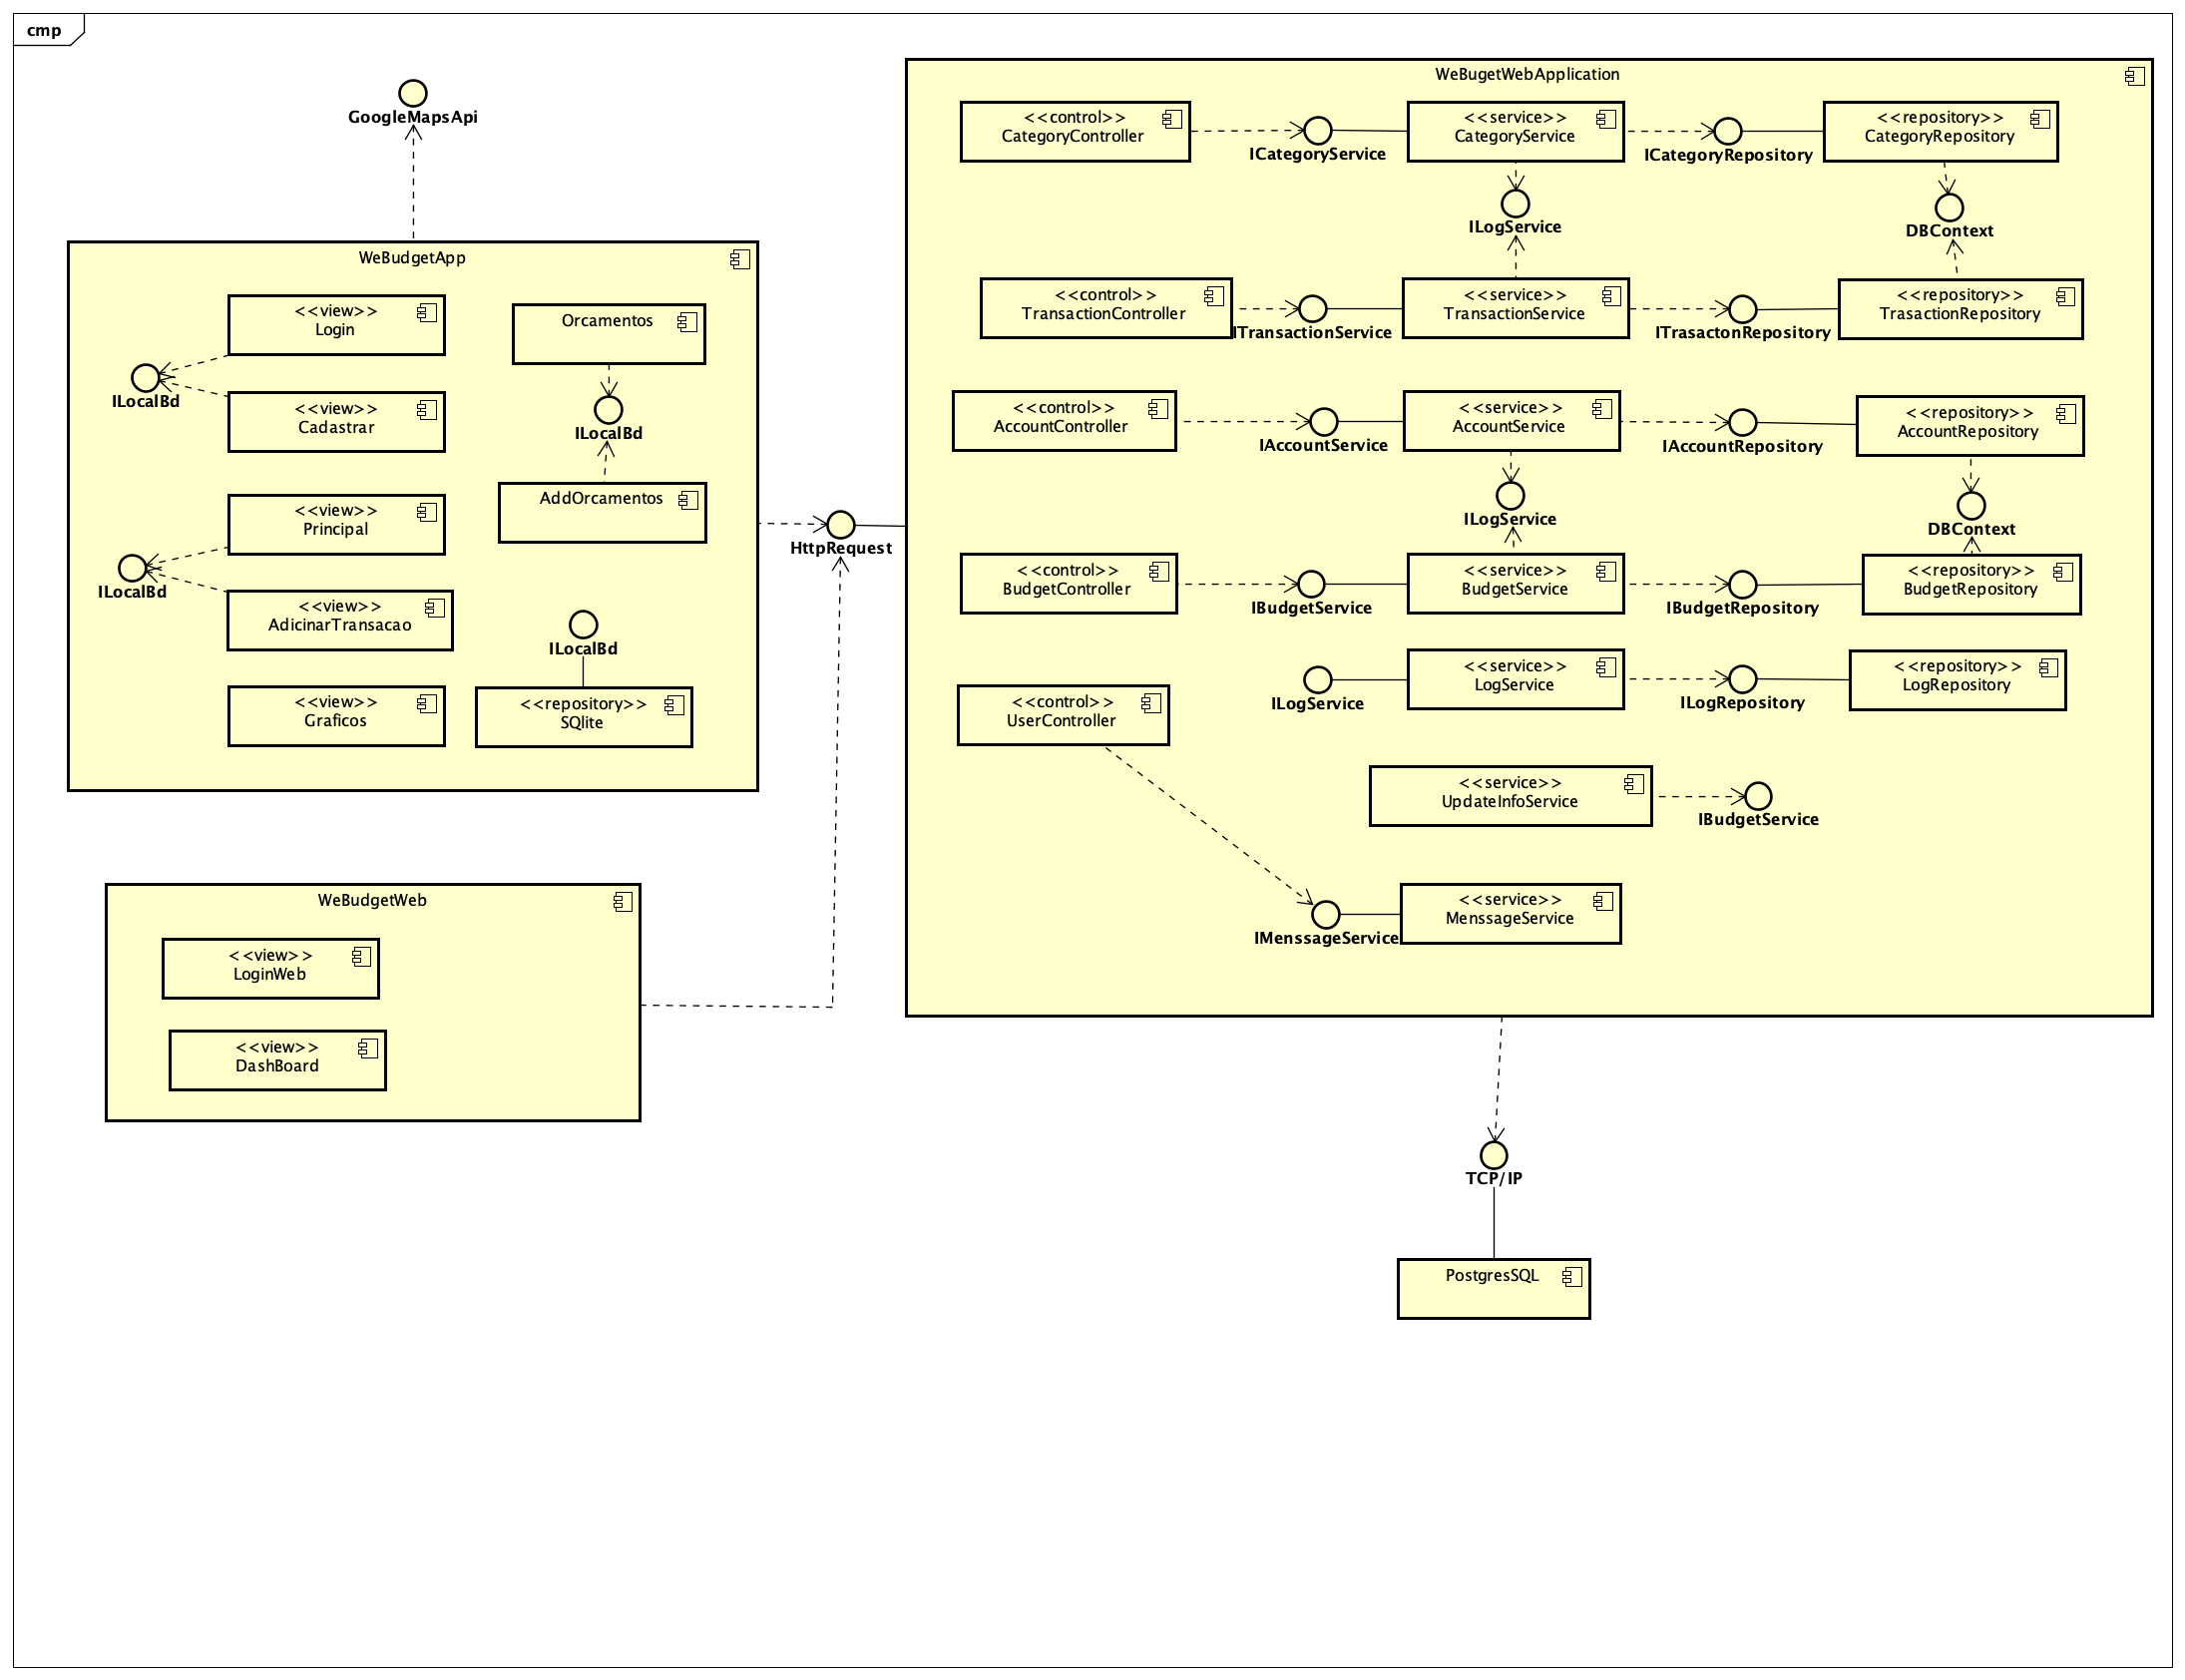 cmp
GoogleMapsApi
WeBudgetApp
<<view>>
Login
ILocalBd
<<view>>
Cadastrar
Orcamentos
ILocalBd
AddOrcamentos
<<view>>
Principal
ILocalBd
<<view>>
AdicinarTransacao
<<view>>
Graficos
ILocalBd
<<repository>>
SQlite
HttpRequest
WeBudgetWeb
<<view>>
LoginWeb
<<view>>
DashBoard
WeBugetWebApplication
<<control>>
CategoryController
ICategoryService
<<service>>
CategoryService
ICategoryRepository
<<repository>>
CategoryRepository
ILogService
DBContext
<<control>>
TransactionController
ITransactionService
<<service>>
TransactionService
ITrasactonRepository
<<repository>>
TrasactionRepository
<<control>>
AccountController
IAccountService
<<service>>
AccountService
IAccountRepository
<<repository>>
AccountRepository
ILogService
DBContext
<<control>>
BudgetController
IBudgetService
<<service>>
BudgetService
IBudgetRepository
<<repository>>
BudgetRepository
ILogService
<<service>>
LogService
ILogRepository
<<repository>>
LogRepository
<<control>>
UserController
<<service>>
UpdateInfoService
IBudgetService
IMenssageService
<<service>>
MenssageService
TCP/IP
PostgresSQL